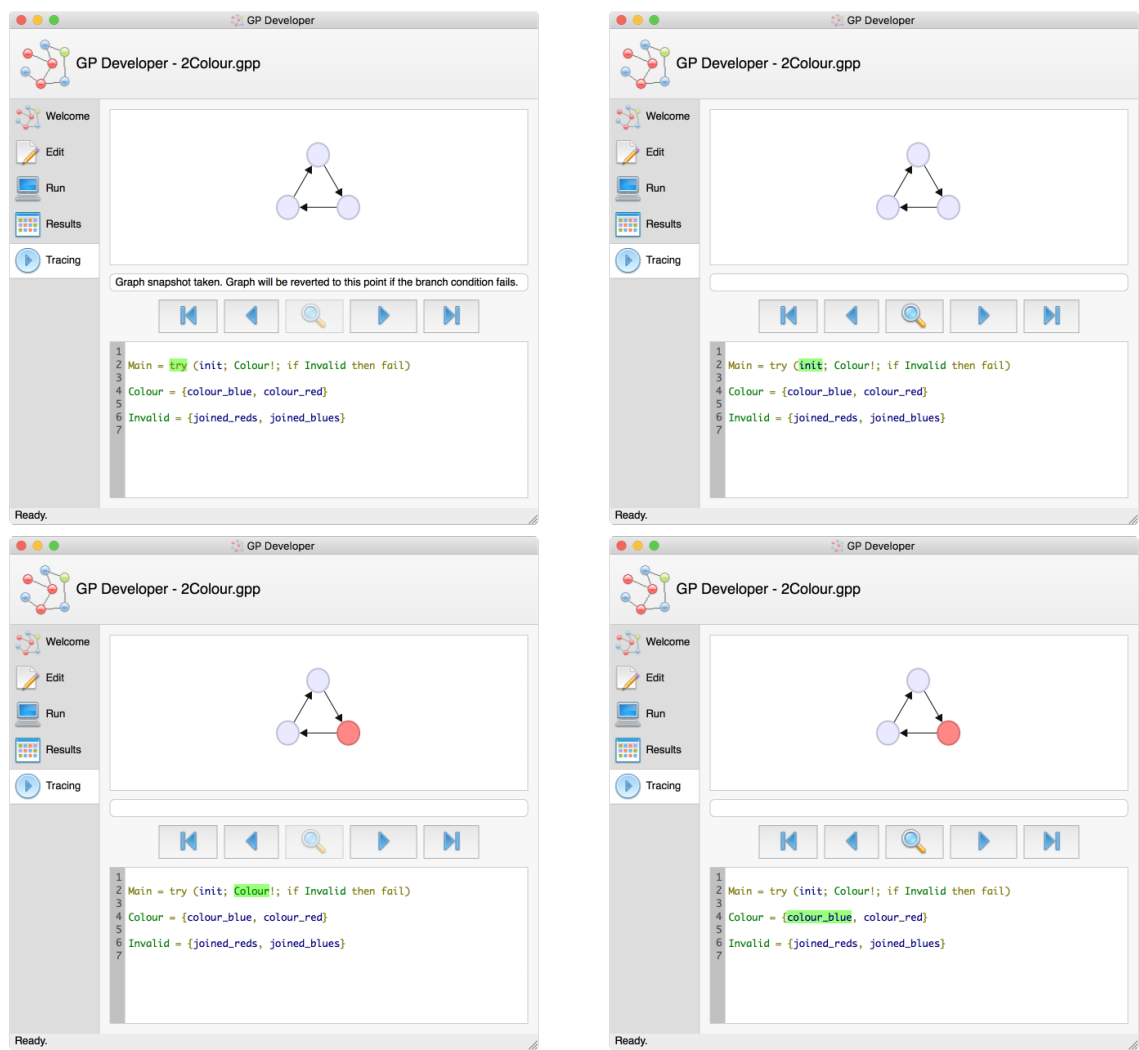 GP Developer
GP Developer - 2Colour.gpp
Welcome
Edit
Run
Results
Tracing
Graph snapshot taken. Graph will be reverted to this point if the branch condition fails.
1
2 Main = try (init; Colour!; if Invalid then fail)
3
4 Colour = {colour_blue, colour_red}
5
6 Invalid = {joined_reds, joined_blues}
7
Ready.
GP Developer
GP Developer - 2Colour.gpp
Welcome
Edit
Run
Results
Tracing
1
2 Main = try (init; Colour!; if Invalid then fail)
3
4 Colour = {colour_blue, colour_red}
5
6 Invalid = {joined_reds, joined_blues}
7
Ready.
GP Developer
GP Developer - 2Colour.gpp
Welcome
Edit
Run
Results
Tracing
1
2 Main = try (init; Colour!; if Invalid then fail)
3
4 Colour = {colour_blue, colour_red}
5
6 Invalid = {joined_reds, joined_blues}
7
Ready.
GP Developer
GP Developer - 2Colour.gpp
Welcome
Edit
Run
Results
Tracing
1
2 Main = try (init; Colour!; if Invalid then fail)
3
4 Colour = {colour_blue, colour_red}
5
6 Invalid = {joined_reds, joined_blues}
7
Ready.